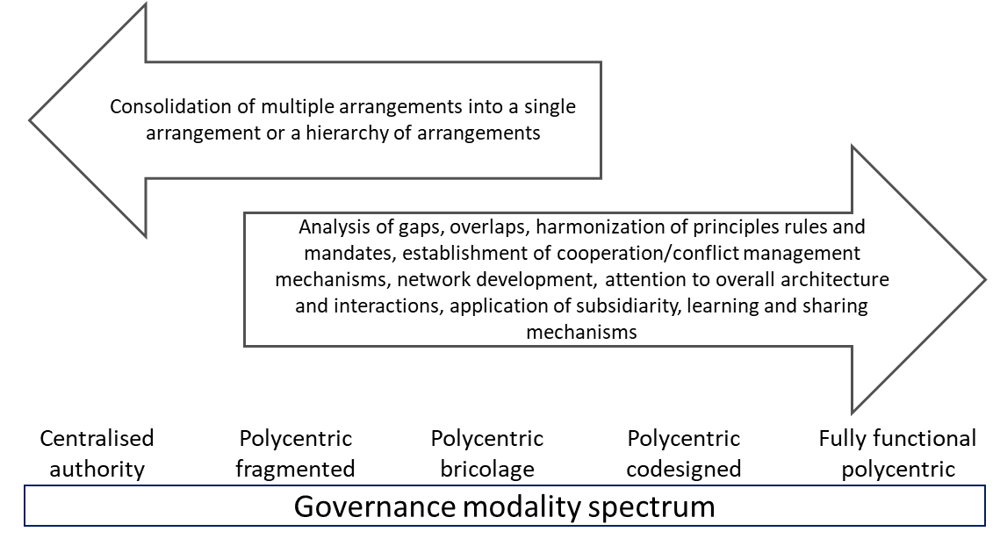 Consolidation of multiple arrangements into a single
arrangement or a hierarchy of arrangements
Analysis of gaps, overlaps, harmonization of principles rules and
mandates, establishment of cooperation/conflict management
mechanisms, network development, attention to overall architecture
and interactions, application of subsidiarity, learning and sharing
mechanisms
Centralised
authority
Polycentric
fragmented
Polycentric
bricolage
Polycentric
codesigned
Fully functional
polycentric
Governance modality spectrum